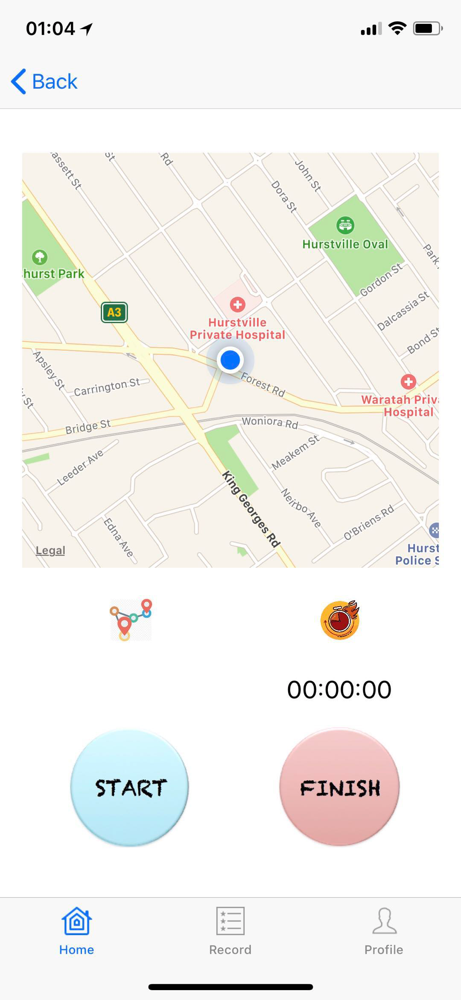 01:04
Back
assett St
St
Rd
John St
Dora St
Hurstville Oval
Park
hurst Park
Gordon St
A3
Dalcassia St
Hurstville
Private Hospital
Bond St
Apsley St
Forest Rd
Carrington St
St
Waratah Priv
Hospital
Bridge St
Woniora Rd
Meakem St
Leeder Ave
King Georges Rd
Neirbo Ave
O'Briens Rd
Edna Ave
Legal
Hurst
Police S
00:00:00
START
FINISH
Home
Record
Profile